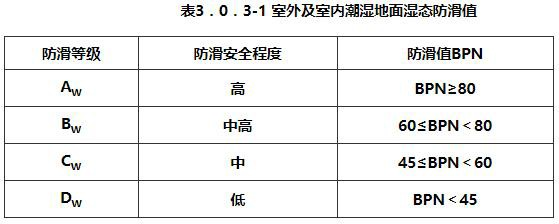 表3．0．3-1 室外及室内潮湿地面湿态防滑值
防滑等级 防滑安全程度 防滑值BPN
AW 高 BPN≥80
BW 中高 60≤BPN＜80
CW 中 45≤BPN＜60
DW 低 BPN＜45